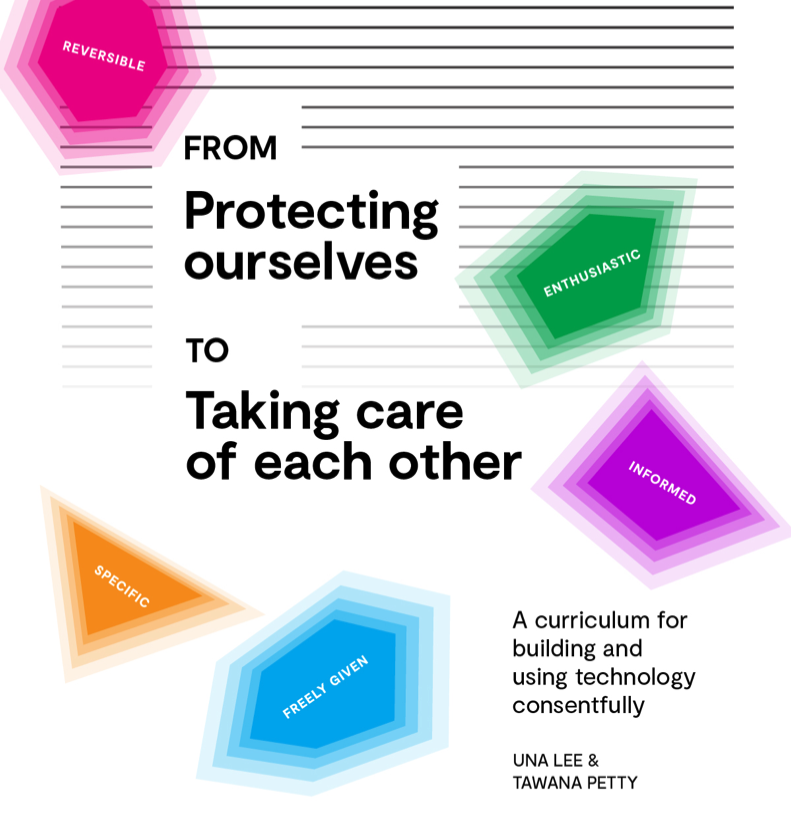 REVERSIBLE
FROM
Protecting
ourselves
ENTHUSIASTIC
TO
Taking care
of each other
INFORMED
SPECIFIC
FREELY GIVEN
A curriculum for
building and
using technology
consentfully
UNA LEE &
TAWANA PETTY